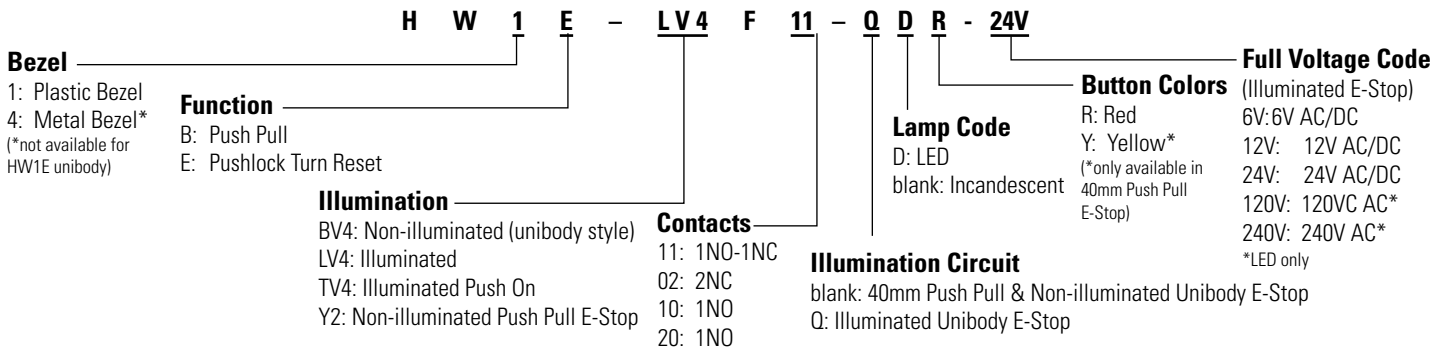 H W 1 E – LV4 F 11 – Q D R - 24V
Bezel
1: Plastic Bezel
4: Metal Bezel*
(*not available for
HW1E unibody)
Function
B: Push Pull
E: Pushlock Turn Reset
Illumination
BV4: Non-illuminated (unibody style)
LV4: Illuminated
TV4: Illuminated Push On
Y2: Non-illuminated Push Pull E-Stop
Contacts
11: 1NO-1NC
02: 2NC
10: 1NO
20: 1NO
Illumination Circuit
blank: 40mm Push Pull & Non-illuminated Unibody E-Stop
Q: Illuminated Unibody E-Stop
Lamp Code
D: LED
blank: Incandescent
Button Colors
R: Red
Y: Yellow*
(*only available in
40mm Push Pull
E-Stop)
Full Voltage Code
(Illuminated E-Stop)
6V:6V AC/DC
12V: 12V AC/DC
24V: 24V AC/DC
120V: 120VC AC*
240V: 240V AC*
*LED only